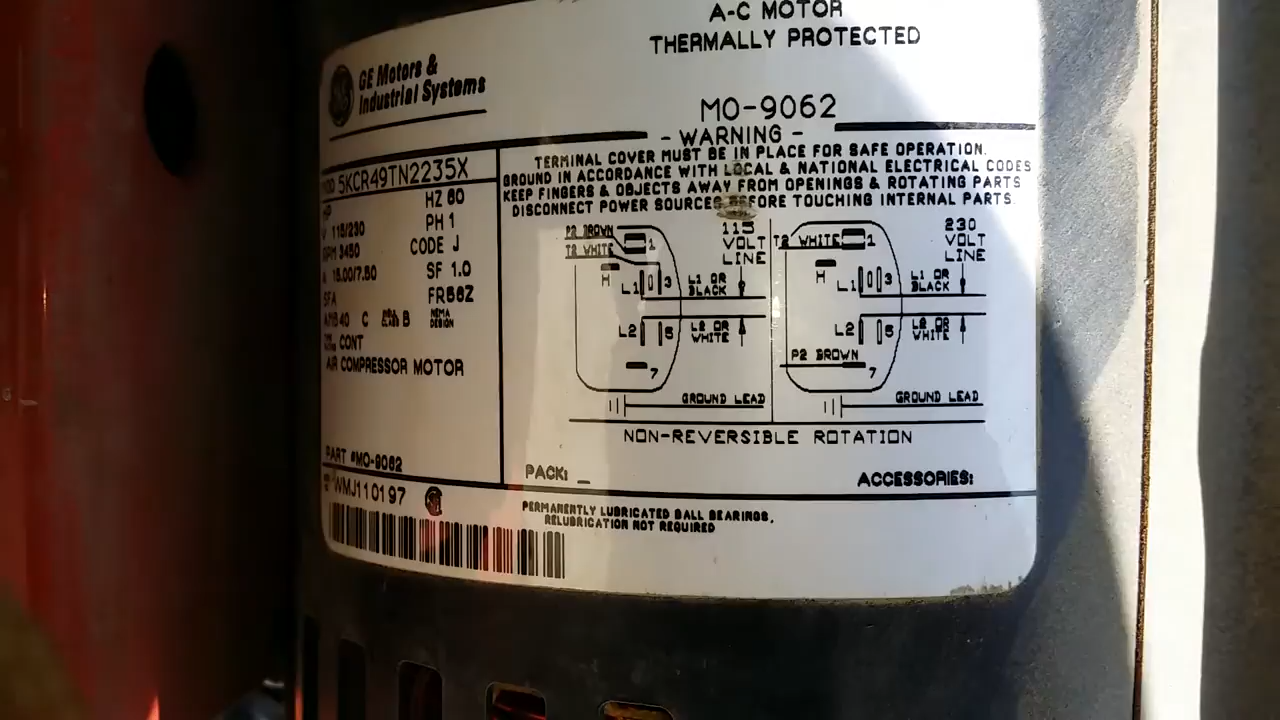 A-C MOTOR
THERMALLY PROTECTED
GE Motors &
Industrial Systems
MO-9062
- WARNING -
TERMINAL COVER MUST BE IN PLACE FOR SAFE OPERATION.
GROUND IN ACCORDANCE WITH LOCAL & NATIONAL ELECTRICAL CODES
KEEP FINGERS & OBJECTS AWAY FROM OPENINGS & ROTATING PARTS
DISCONNECT POWER SOURCES BEFORE TOUCHING INTERNAL PARTS.
MOD 5KCR49TN2235X
HP HZ 60
V 115/230 PH 1
RPM 3450 CODE J
A 15.00/7.50 SF 1.0
SFA FR56Z
AMB 40 C B NEMA DESIGN
CONT
AIR COMPRESSOR MOTOR
PART #MO-9062
P2 BROWN
T2 WHITE
1
H
L1
3
L1 OR
BLACK
L2
5
L2 OR
WHITE
7
115
VOLT
LINE
GROUND LEAD
T2 WHITE
1
H
L1
3
L1 OR
BLACK
L2
5
L2 OR
WHITE
P2 BROWN
7
230
VOLT
LINE
GROUND LEAD
NON-REVERSIBLE ROTATION
PACK: _
ACCESSORIES:
WMJ110197
PERMANENTLY LUBRICATED BALL BEARINGS,
RELUBRICATION NOT REQUIRED